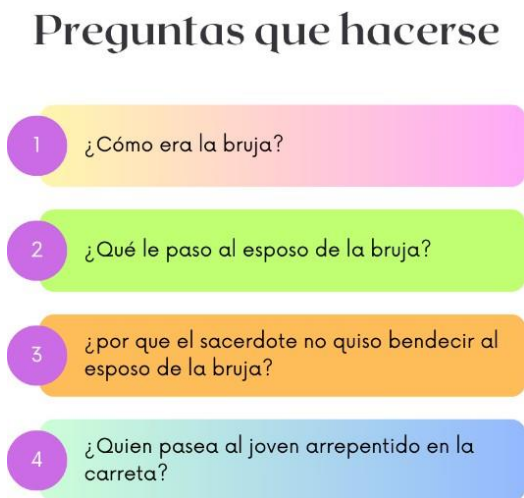 Preguntas que hacerse
1
¿Cómo era la bruja?
2
¿Qué le paso al esposo de la bruja?
3
¿por que el sacerdote no quiso bendecir al
esposo de la bruja?
4
¿Quien pasea al joven arrepentido en la
carreta?